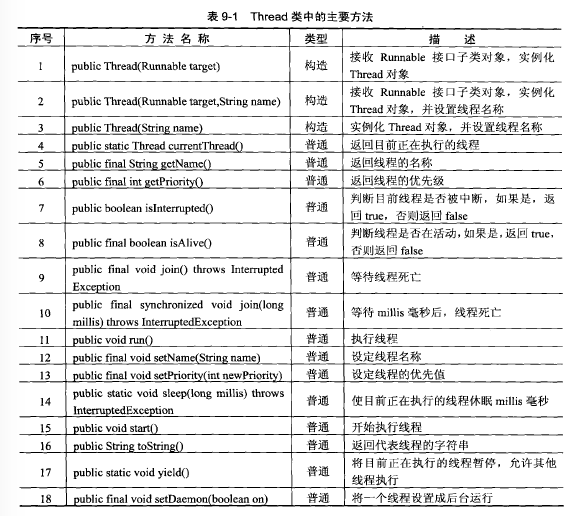 表 9-1 Thread 类中的主要方法
序号 方 法 名 称 类型 描 述
1 public Thread(Runnable target) 构造 接收 Runnable 接口子类对象，实例化
Thread 对象
2 public Thread(Runnable target,String name) 构造 接收 Runnable 接口子类对象，实例化
Thread 对象，并设置线程名称
3 public Thread(String name) 构造 实例化 Thread 对象，并设置线程名称
4 public static Thread currentThread() 普通 返回目前正在执行的线程
5 public final String getName() 普通 返回线程的名称
6 public final int getPriority() 普通 返回线程的优先级
7 public boolean isInterrupted() 普通 判断目前线程是否被中断，如果是，返
回 true，否则返回 false
8 public final boolean isAlive() 普通 判断线程是否在活动，如果是，返回 true，
否则返回 false
9 public final void join() throws Interrupted
Exception 普通 等待线程死亡
10 public final synchronized void join(long
millis) throws InterruptedException 普通 等待 millis 毫秒后，线程死亡
11 public void run() 普通 执行线程
12 public final void setName(String name) 普通 设定线程名称
13 public final void setPriority(int newPriority) 普通 设定线程的优先值
14 public static void sleep(long millis) throws
InterruptedException 普通 使目前正在执行的线程休眠 millis 毫秒
15 public void start() 普通 开始执行线程
16 public String toString() 普通 返回代表线程的字符串
17 public static void yield() 普通 将目前正在执行的线程暂停，允许其他
线程执行
18 public final void setDaemon(boolean on) 普通 将一个线程设置成后台运行